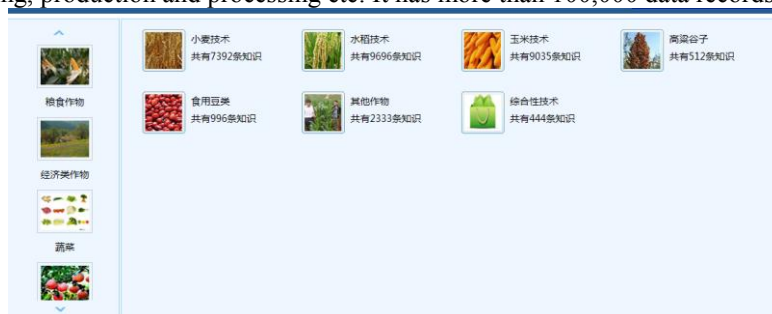 ng, production and processing etc. It has more than 100,000 data records
粮食作物
经济类作物
蔬菜
小麦技术
共有7392条知识
水稻技术
共有9696条知识
玉米技术
共有9035条知识
高粱谷子
共有512条知识
食用豆类
共有996条知识
其他作物
共有2333条知识
综合性技术
共有444条知识